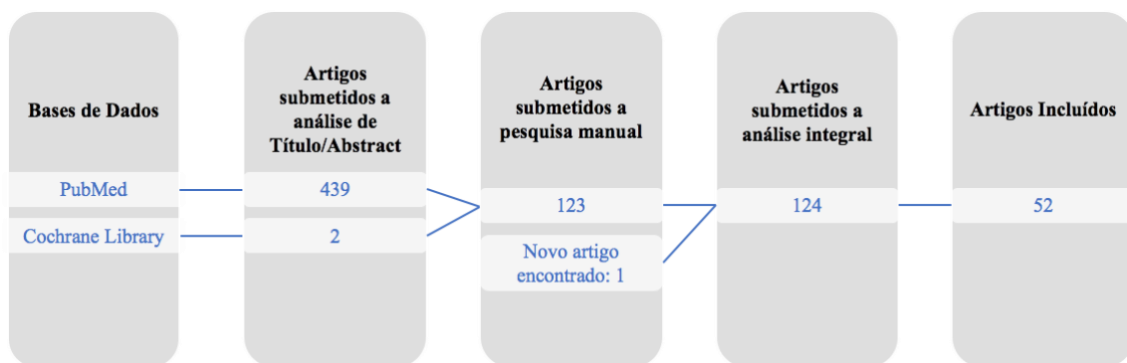 Bases de Dados
PubMed
Cochrane Library
Artigos
submetidos a
análise de
Título/Abstract
439
2
Artigos
submetidos a
pesquisa manual
123
Novo artigo
encontrado: 1
Artigos
submetidos a
análise integral
124
Artigos Incluídos
52